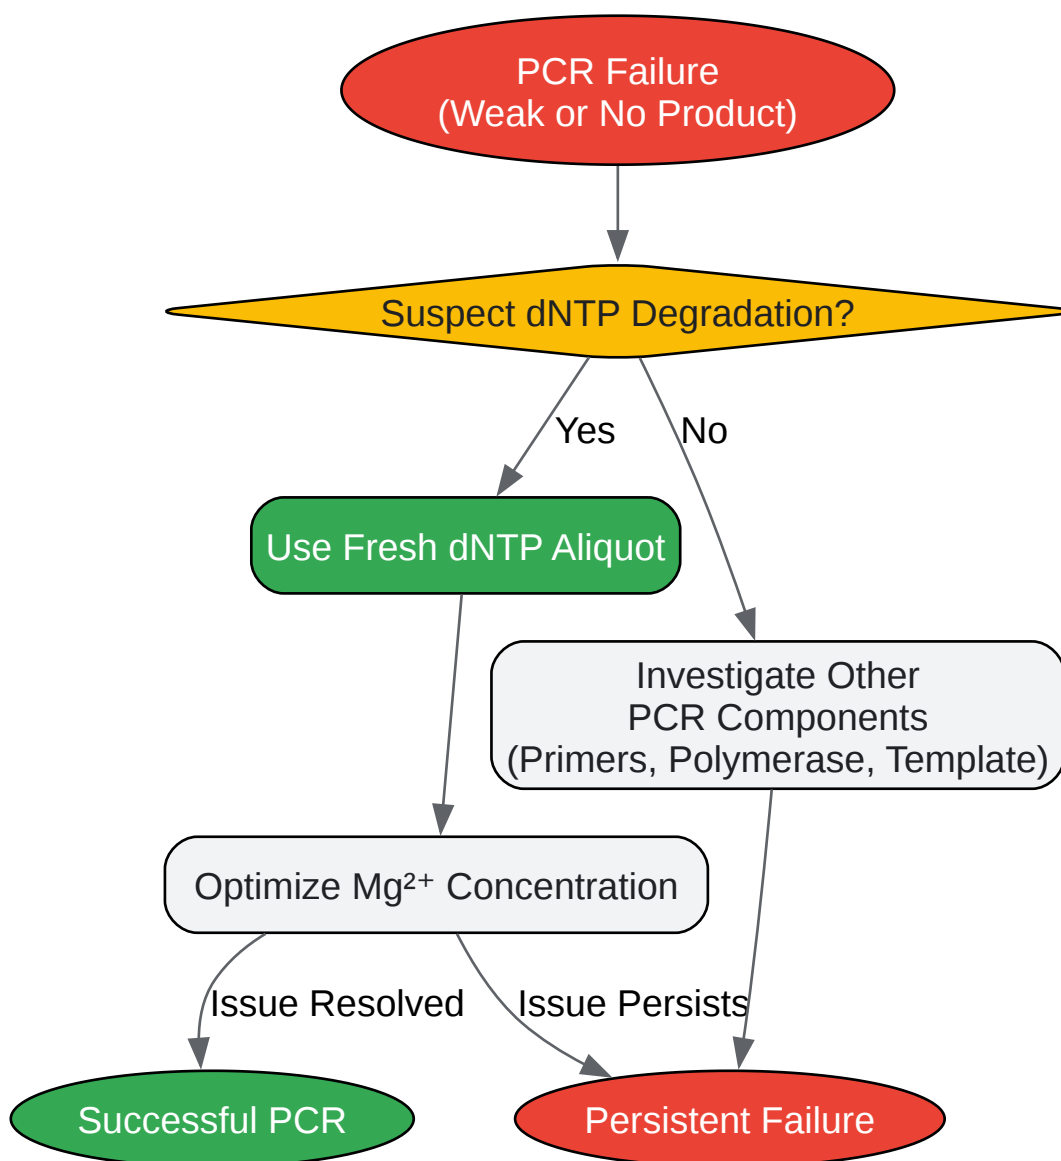 PCR Failure
(Weak or No Product)
Suspect dNTP Degradation?
Yes
No
Use Fresh dNTP Aliquot
Investigate Other
PCR Components
(Primers, Polymerase, Template)
Optimize Mg²⁺ Concentration
Issue Resolved
Issue Persists
Successful PCR
Persistent Failure